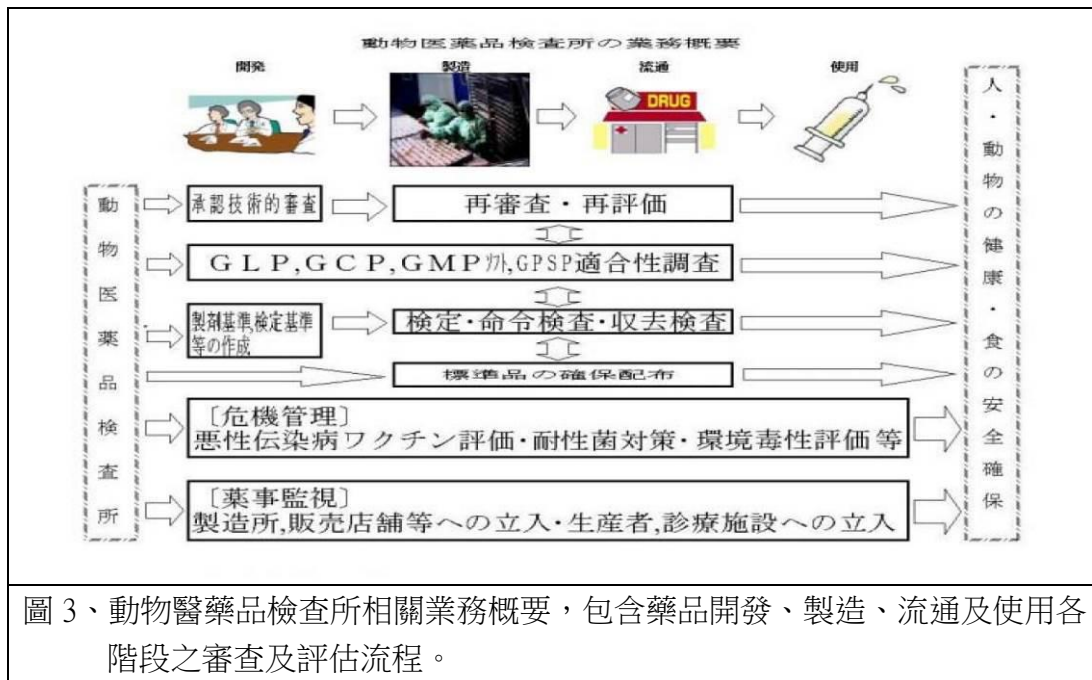 動物医薬品検査所の業務概要
開発
製造
流通
使用
DRUG
動物医薬品検査所
承認技術的審査
再審査・再評価
GLP,GCP,GMPソフト,GPSP適合性調査
製剤基準,検定基準
等の作成
検定・命令検査・収去検査
標準品の確保配布
〔危機管理〕
悪性伝染病ワクチン評価・耐性菌対策・環境毒性評価等
〔薬事監視〕
製造所,販売店舗等への立入・生産者,診療施設への立入
人・動物の健康・食の安全確保
圖 3、動物醫藥品檢查所相關業務概要，包含藥品開發、製造、流通及使用各
階段之審查及評估流程。